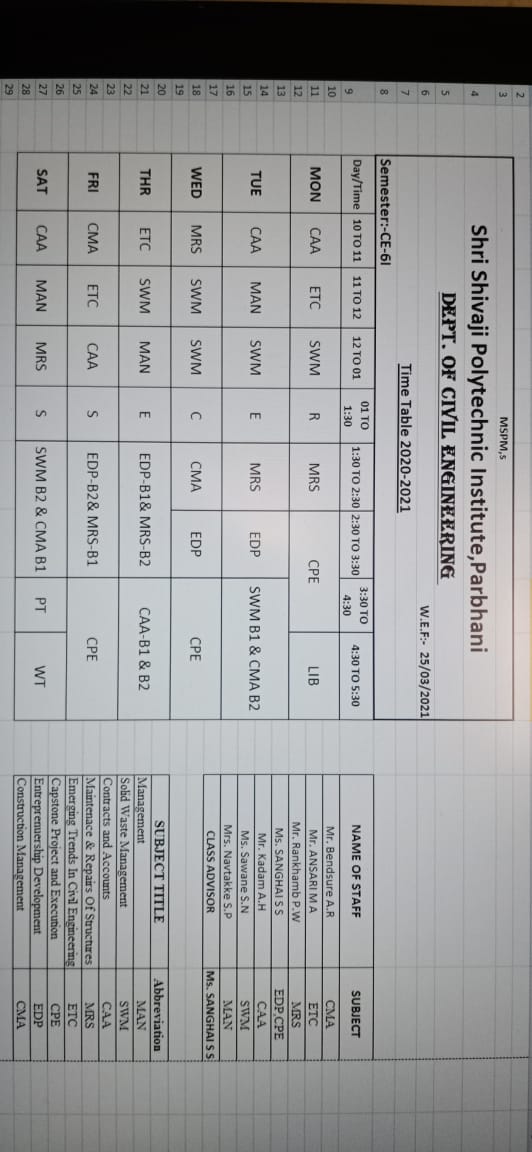 2
3 MSPM,s
4 Shri Shivaji Polytechnic Institute,Parbhani
5 DEPT. OF CIVIL ENGINEERING
6 W.E.F:- 25/03/2021
7 Time Table 2020-2021
8 Semester:-CE-6I
9 Day/Time 10 TO 11 11 TO 12 12 TO 01 01 TO 1:30 1:30 TO 2:30 2:30 TO 3:30 3:30 TO 4:30 4:30 TO 5:30
10
11 MON CAA ETC SWM R MRS CPE LIB
12
13
14 TUE CAA MAN SWM E MRS EDP SWM B1 & CMA B2
15
16
17
18 WED MRS SWM SWM C CMA EDP CPE
19
20
21 THR ETC SWM MAN E EDP-B1& MRS-B2 CAA-B1 & B2
22
23
24 FRI CMA ETC CAA S EDP-B2& MRS-B1 CPE
25
26
27 SAT CAA MAN MRS S SWM B2 & CMA B1 PT WT
28
29
NAME OF STAFF SUBJECT
Mr. Bendsure A.R CMA
Mr. ANSARI M A ETC
Mr. Rankhamb P.W MRS
Ms. SANGHAI S S EDP,CPE
Mr. Kadam A.H CAA
Ms. Sawane S.N SWM
Mrs. Navtakke S.P MAN
CLASS ADVISOR Ms. SANGHAI S S
SUBJECT TITLE Abbreviation
Management MAN
Solid Waste Management SWM
Contracts and Accounts CAA
Maintenace & Repairs Of Structures MRS
Emerging Trends In Civil Engineering ETC
Capstone Project and Execution CPE
Entreprenuership Development EDP
Construction Management CMA